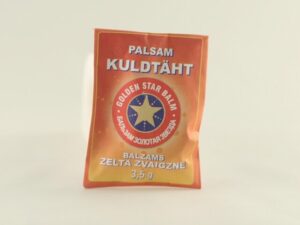 PALSAM
KULDTÄHT
GOLDEN STAR BALM
БАЛЬЗАМ ЗОЛОТАЯ ЗВЕЗДА
BALZAMS
ZELTA ZVAIGZNE
3,5 g